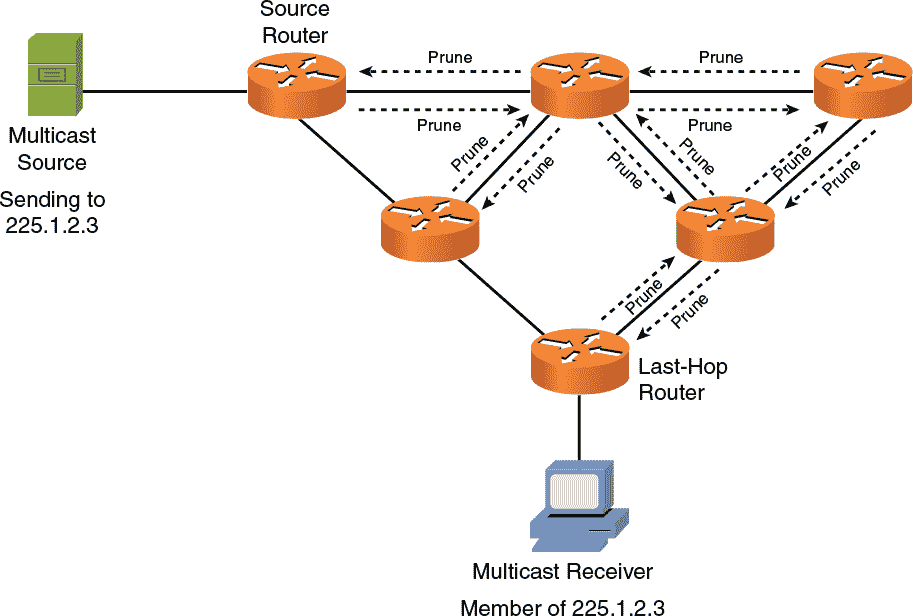 Source
Router
Prune
Prune
Prune
Prune
Multicast
Source
Sending to
225.1.2.3
Prune
Prune
Prune
Prune
Prune
Prune
Prune
Prune
Last-Hop
Router
Multicast Receiver
Member of 225.1.2.3